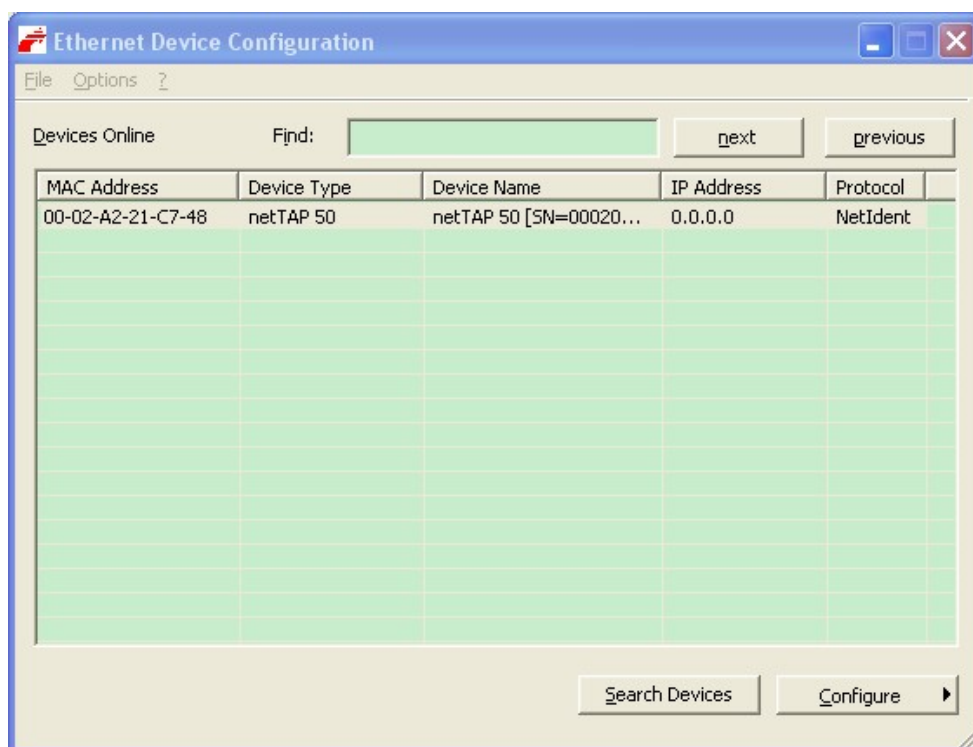 Ethernet Device Configuration
File Options ?
Devices Online Find: next previous
MAC Address Device Type Device Name IP Address Protocol
00-02-A2-21-C7-48 netTAP 50 netTAP 50 [SN=00020... 0.0.0.0 NetIdent
Search Devices Configure